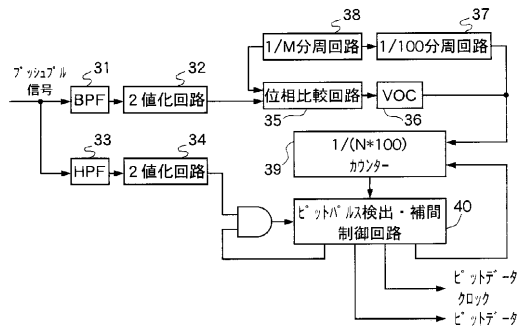 38
37
1/M分周回路
1/100分周回路
ﾌﾟｯｼｭﾌﾟﾙ
信号
31
32
BPF
2値化回路
位相比較回路
VOC
35
36
33
34
HPF
2値化回路
39
1/(N*100)
カウンター
ﾋﾟｯﾄﾊﾟﾙｽ検出・補間
制御回路
40
ﾋﾟｯﾄﾃﾞｰﾀ
ｸﾛｯｸ
ﾋﾟｯﾄﾃﾞｰﾀ